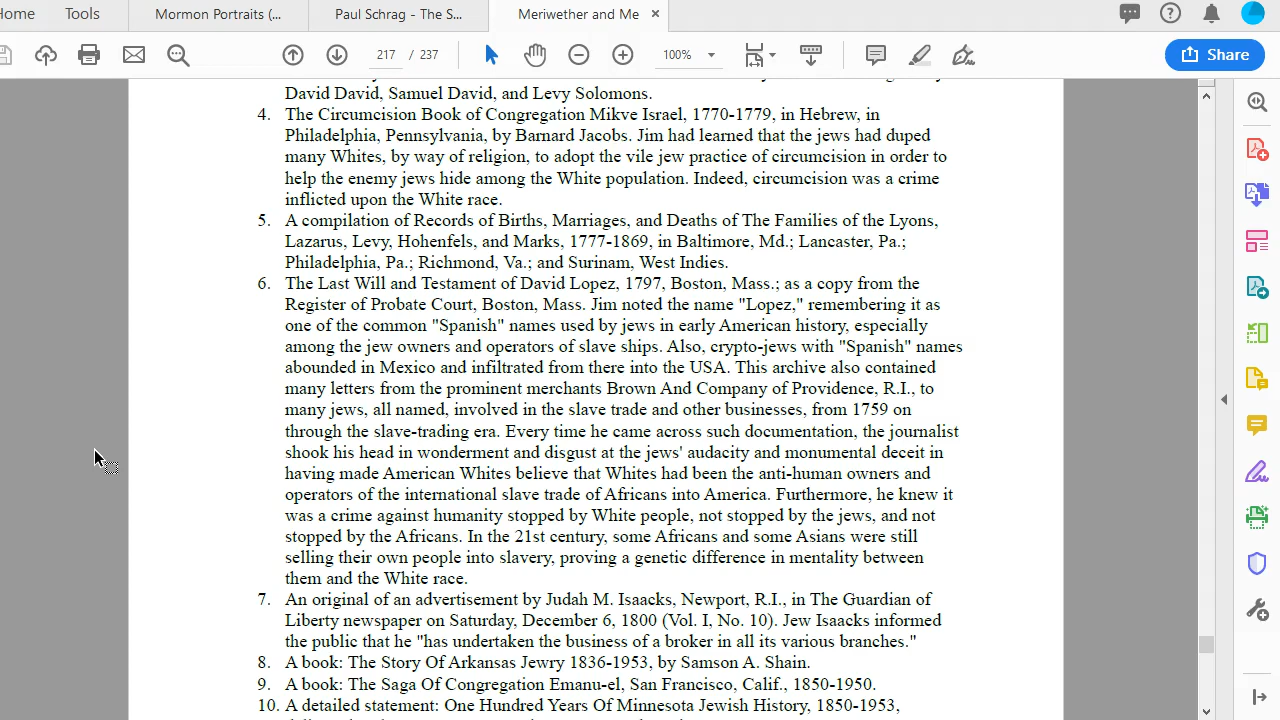 Home
Tools
Mormon Portraits (...
Paul Schrag - The S...
Meriwether and Me ×
217 / 237
100%
Share
David David, Samuel David, and Levy Solomons.
4. The Circumcision Book of Congregation Mikve Israel, 1770-1779, in Hebrew, in
Philadelphia, Pennsylvania, by Barnard Jacobs. Jim had learned that the jews had duped
many Whites, by way of religion, to adopt the vile jew practice of circumcision in order to
help the enemy jews hide among the White population. Indeed, circumcision was a crime
inflicted upon the White race.
5. A compilation of Records of Births, Marriages, and Deaths of The Families of the Lyons,
Lazarus, Levy, Hohenfels, and Marks, 1777-1869, in Baltimore, Md.; Lancaster, Pa.;
Philadelphia, Pa.; Richmond, Va.; and Surinam, West Indies.
6. The Last Will and Testament of David Lopez, 1797, Boston, Mass.; as a copy from the
Register of Probate Court, Boston, Mass. Jim noted the name "Lopez," remembering it as
one of the common "Spanish" names used by jews in early American history, especially
among the jew owners and operators of slave ships. Also, crypto-jews with "Spanish" names
abounded in Mexico and infiltrated from there into the USA. This archive also contained
many letters from the prominent merchants Brown And Company of Providence, R.I., to
many jews, all named, involved in the slave trade and other businesses, from 1759 on
through the slave-trading era. Every time he came across such documentation, the journalist
shook his head in wonderment and disgust at the jews' audacity and monumental deceit in
having made American Whites believe that Whites had been the anti-human owners and
operators of the international slave trade of Africans into America. Furthermore, he knew it
was a crime against humanity stopped by White people, not stopped by the jews, and not
stopped by the Africans. In the 21st century, some Africans and some Asians were still
selling their own people into slavery, proving a genetic difference in mentality between
them and the White race.
7. An original of an advertisement by Judah M. Isaacks, Newport, R.I., in The Guardian of
Liberty newspaper on Saturday, December 6, 1800 (Vol. I, No. 10). Jew Isaacks informed
the public that he "has undertaken the business of a broker in all its various branches."
8. A book: The Story Of Arkansas Jewry 1836-1953, by Samson A. Shain.
9. A book: The Saga Of Congregation Emanu-el, San Francisco, Calif., 1850-1950.
10. A detailed statement: One Hundred Years Of Minnesota Jewish History, 1850-1953,